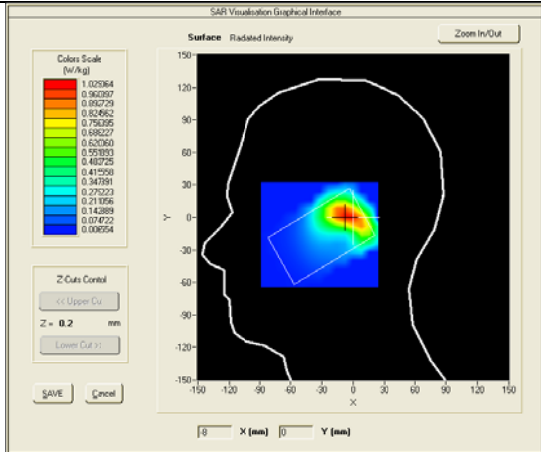 SAR Visualisation Graphical Interface
Surface Radiated Intensity
Zoom In/Out
Colors Scale
(W/kg)
1.029364
0.960397
0.892729
0.824562
0.756395
0.688227
0.620060
0.551893
0.483725
0.415558
0.347391
0.279223
0.211056
0.142889
0.074722
0.006554
150
120
90
60
30
0
-30
-60
-90
-120
-150
Y
-150 -120 -90 -60 -30 0 30 60 90 120 150
X
Z-Cuts Contol
<< Upper Cu
Z = 0.2 mm
Lower Cut >>
SAVE
Cancel
-8 X (mm) 0 Y (mm)